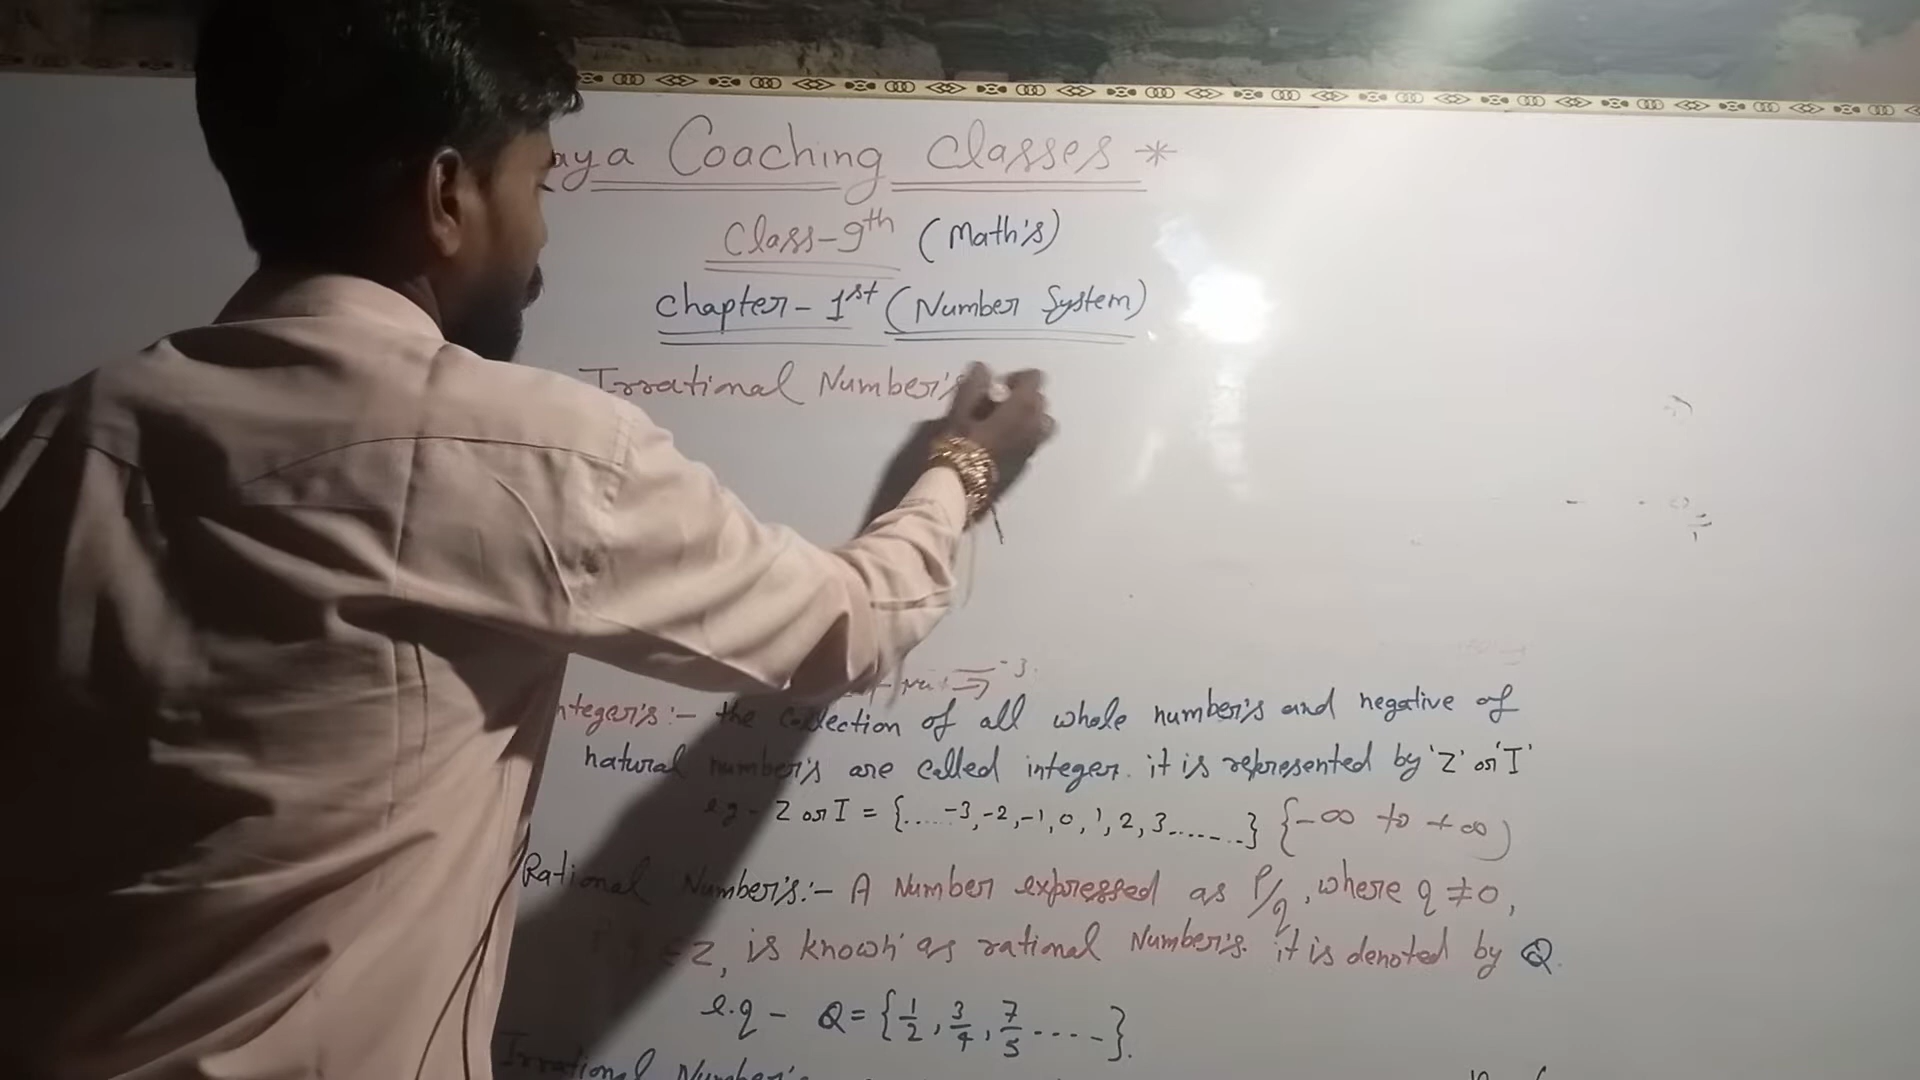 Coaching Classes *
Class-9th (Math's)
Chapter-1st (Number System)
Irrational Number's
-3.
the collection of all whole number's and negative of
natural number's are called integer. it is represented by 'Z' or 'I'
e.g - Z or I = {.....-3,-2,-1,0,1,2,3.......} {-∞ to +∞)
Rational Number's:- A Number expressed as P/q, where q ≠ 0,
Z, is known as rational Number's. it is denoted by Q.
e.g - Q = {1/2, 3/4, 7/5 ....}.
Irrational Number's